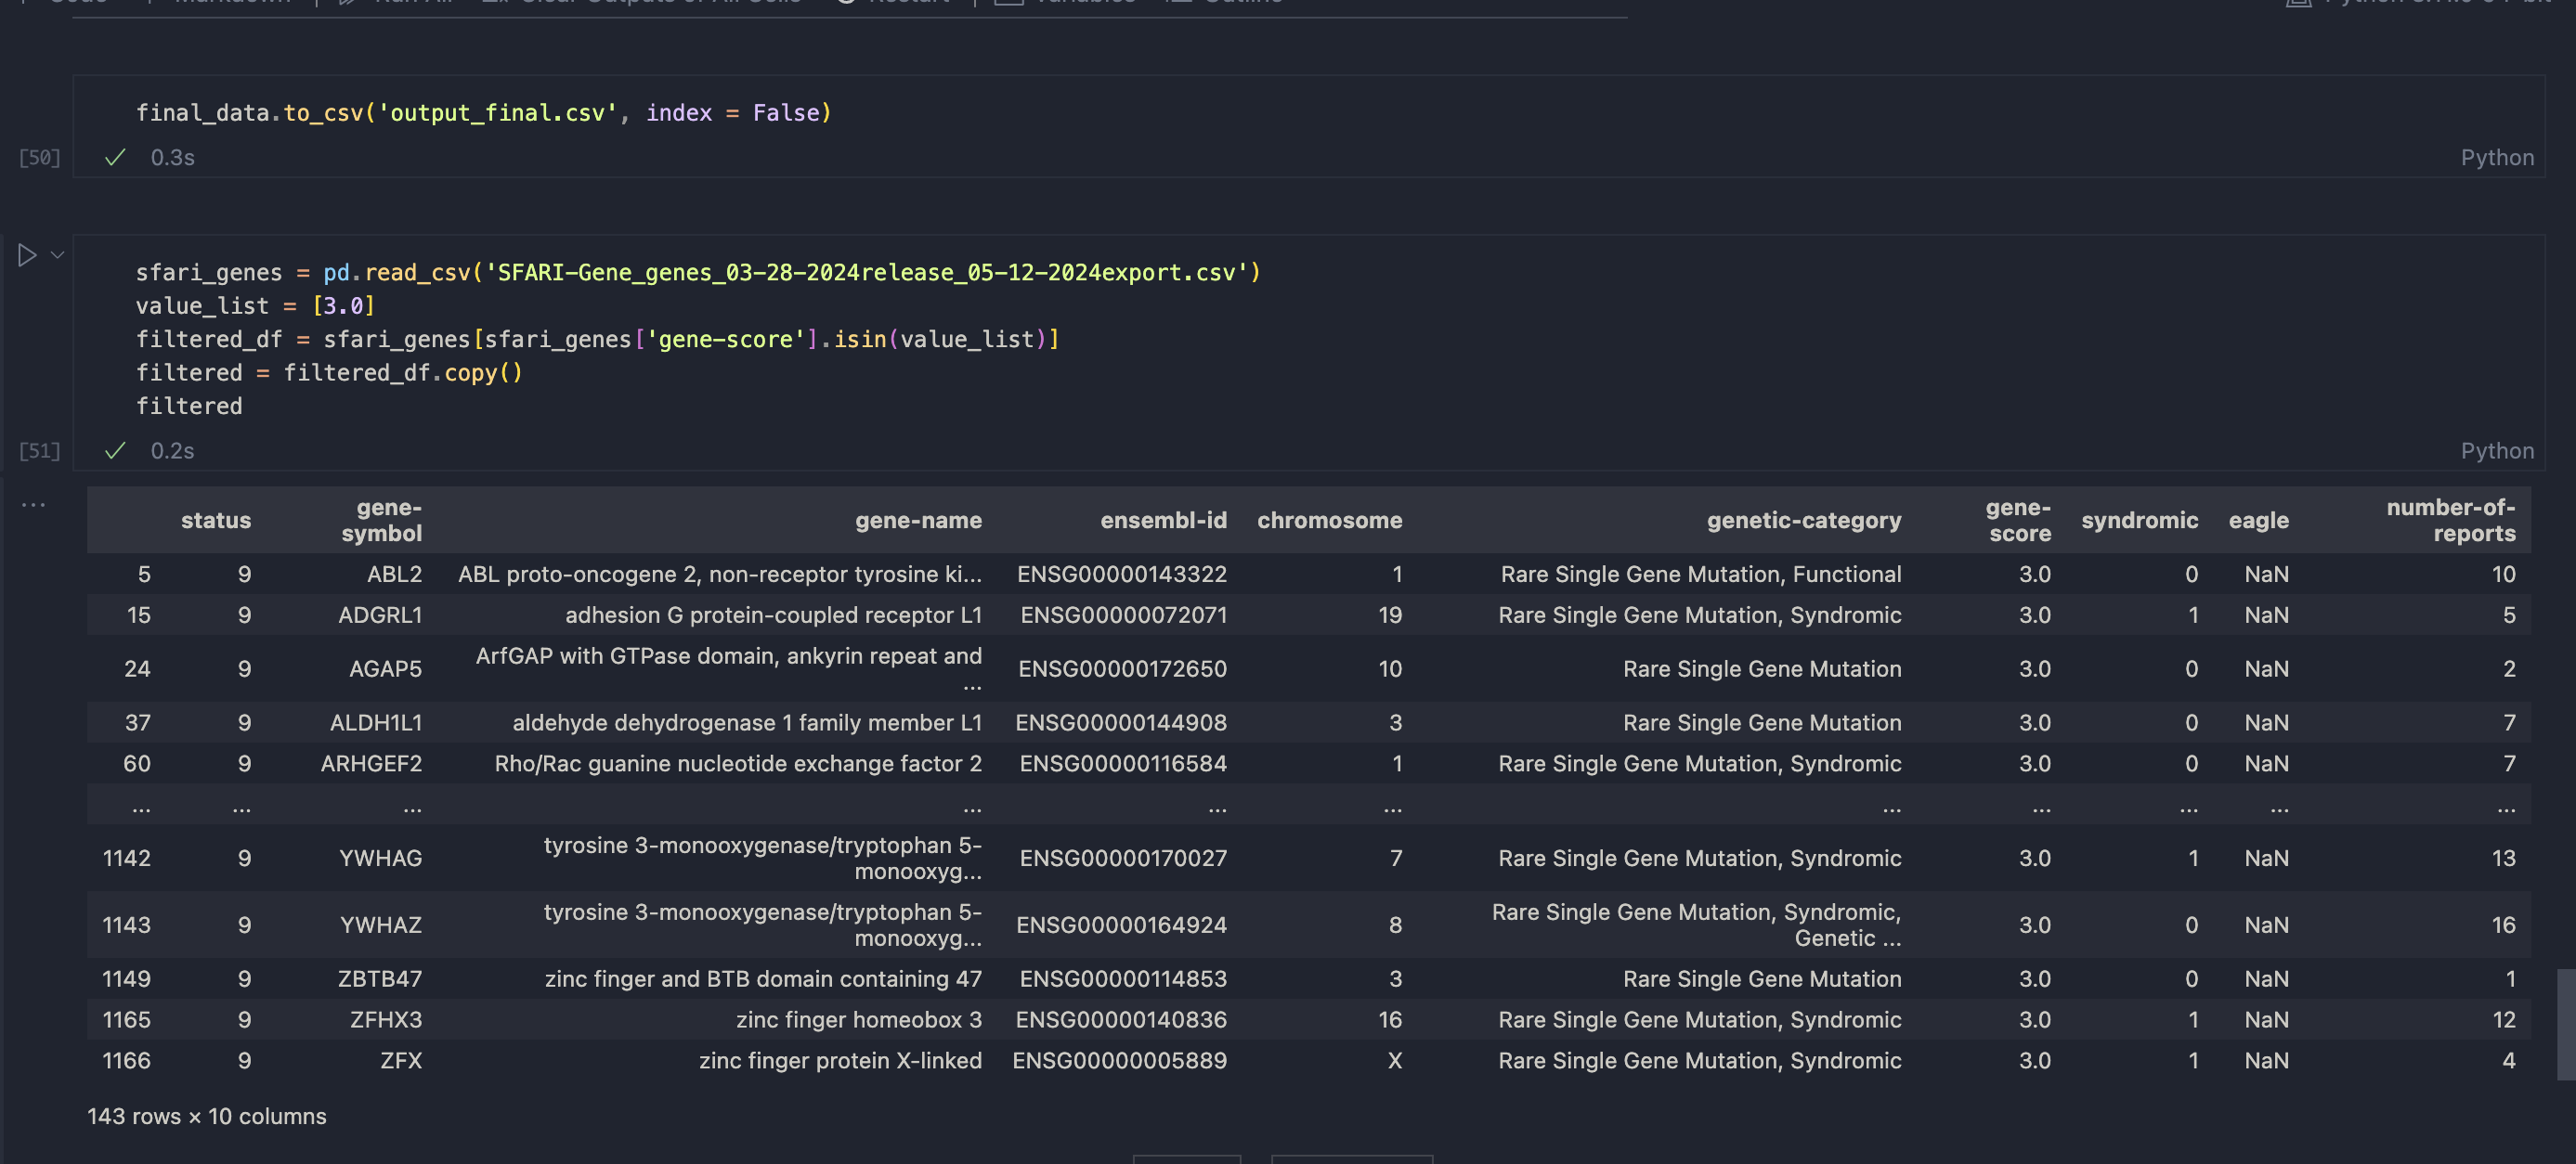 final_data.to_csv('output_final.csv', index = False)
[50]
0.3s
Python
sfari_genes = pd.read_csv('SFARI-Gene_genes_03-28-2024release_05-12-2024export.csv')
value_list = [3.0]
filtered_df = sfari_genes[sfari_genes['gene-score'].isin(value_list)]
filtered = filtered_df.copy()
filtered
[51]
0.2s
Python
...
status gene-symbol gene-name ensembl-id chromosome genetic-category gene-score syndromic eagle number-of-reports
5 9 ABL2 ABL proto-oncogene 2, non-receptor tyrosine ki... ENSG00000143322 1 Rare Single Gene Mutation, Functional 3.0 0 NaN 10
15 9 ADGRL1 adhesion G protein-coupled receptor L1 ENSG00000072071 19 Rare Single Gene Mutation, Syndromic 3.0 1 NaN 5
24 9 AGAP5 ArfGAP with GTPase domain, ankyrin repeat and ... ENSG00000172650 10 Rare Single Gene Mutation 3.0 0 NaN 2
37 9 ALDH1L1 aldehyde dehydrogenase 1 family member L1 ENSG00000144908 3 Rare Single Gene Mutation 3.0 0 NaN 7
60 9 ARHGEF2 Rho/Rac guanine nucleotide exchange factor 2 ENSG00000116584 1 Rare Single Gene Mutation, Syndromic 3.0 0 NaN 7
... ... ... ... ... ... ... ... ... ... ...
1142 9 YWHAG tyrosine 3-monooxygenase/tryptophan 5-monooxyg... ENSG00000170027 7 Rare Single Gene Mutation, Syndromic 3.0 1 NaN 13
1143 9 YWHAZ tyrosine 3-monooxygenase/tryptophan 5-monooxyg... ENSG00000164924 8 Rare Single Gene Mutation, Syndromic, Genetic ... 3.0 0 NaN 16
1149 9 ZBTB47 zinc finger and BTB domain containing 47 ENSG00000114853 3 Rare Single Gene Mutation 3.0 0 NaN 1
1165 9 ZFHX3 zinc finger homeobox 3 ENSG00000140836 16 Rare Single Gene Mutation, Syndromic 3.0 1 NaN 12
1166 9 ZFX zinc finger protein X-linked ENSG00000005889 X Rare Single Gene Mutation, Syndromic 3.0 1 NaN 4
143 rows × 10 columns